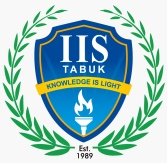 IIS
TABUK
KNOWLEDGE IS LIGHT
Est.
1989